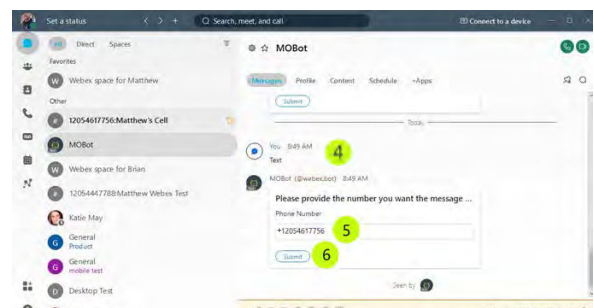 Set a status
Search, meet, and call
Connect to a device
All Direct Spaces
Favorites
W Webex space for Matthew
Other
# 12054617756:Matthew's Cell
MOBot
W Webex space for Brian
# 12054447788:Matthew Webex Test
Katie May
G General
Product
G General
mobile test
D Desktop Test
MOBot
Messages Profile Content Schedule +Apps
Submit
Today
You 8:49 AM
Text
4
MOBot (@webex.bot) 8:49 AM
Please provide the number you want the message ...
Phone Number
+12054617756
5
Submit
6
Seen by